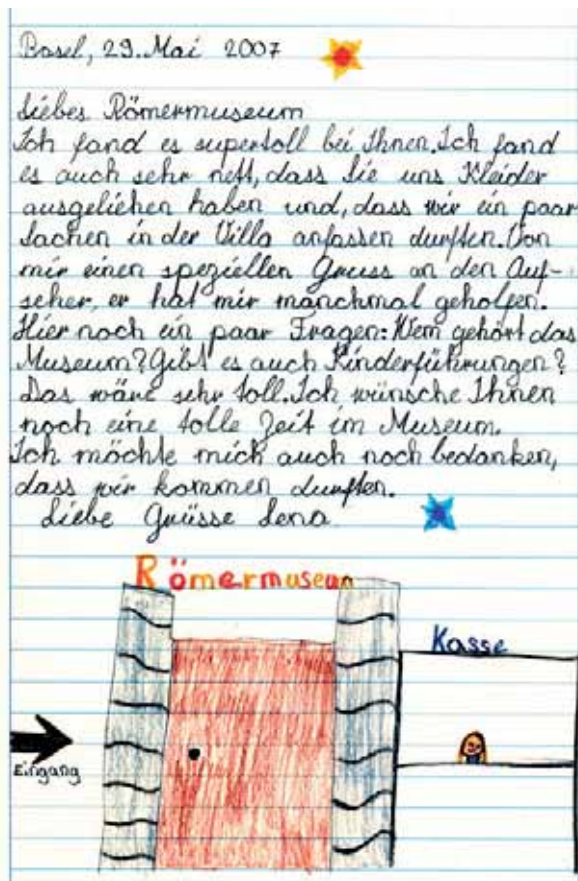 Basel, 29. Mai 2007
Liebes Römermuseum
Ich fand es supertoll bei Ihnen. Ich fand
es auch sehr nett, dass Sie uns Kleider
ausgeliehen haben und, dass wir ein paar
Sachen in der Villa anfassen durften. Von
mir einen speziellen Gruss an den Auf-
seher, er hat mir manchmal geholfen.
Hier noch ein paar Fragen: Wem gehört das
Museum? Gibt es auch Kinderführungen?
Das wäre sehr toll. Ich wünsche Ihnen
noch eine tolle Zeit im Museum.
Ich möchte mich auch noch bedanken,
dass wir kommen durften.
Liebe Grüsse Lena
Römermuseum
Kasse
Eingang